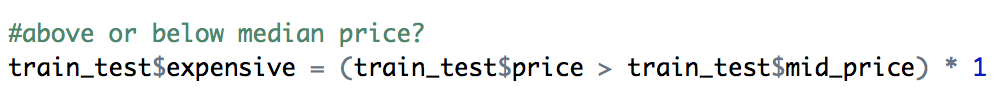 #above or below median price?
train_test$expensive = (train_test$price > train_test$mid_price) * 1